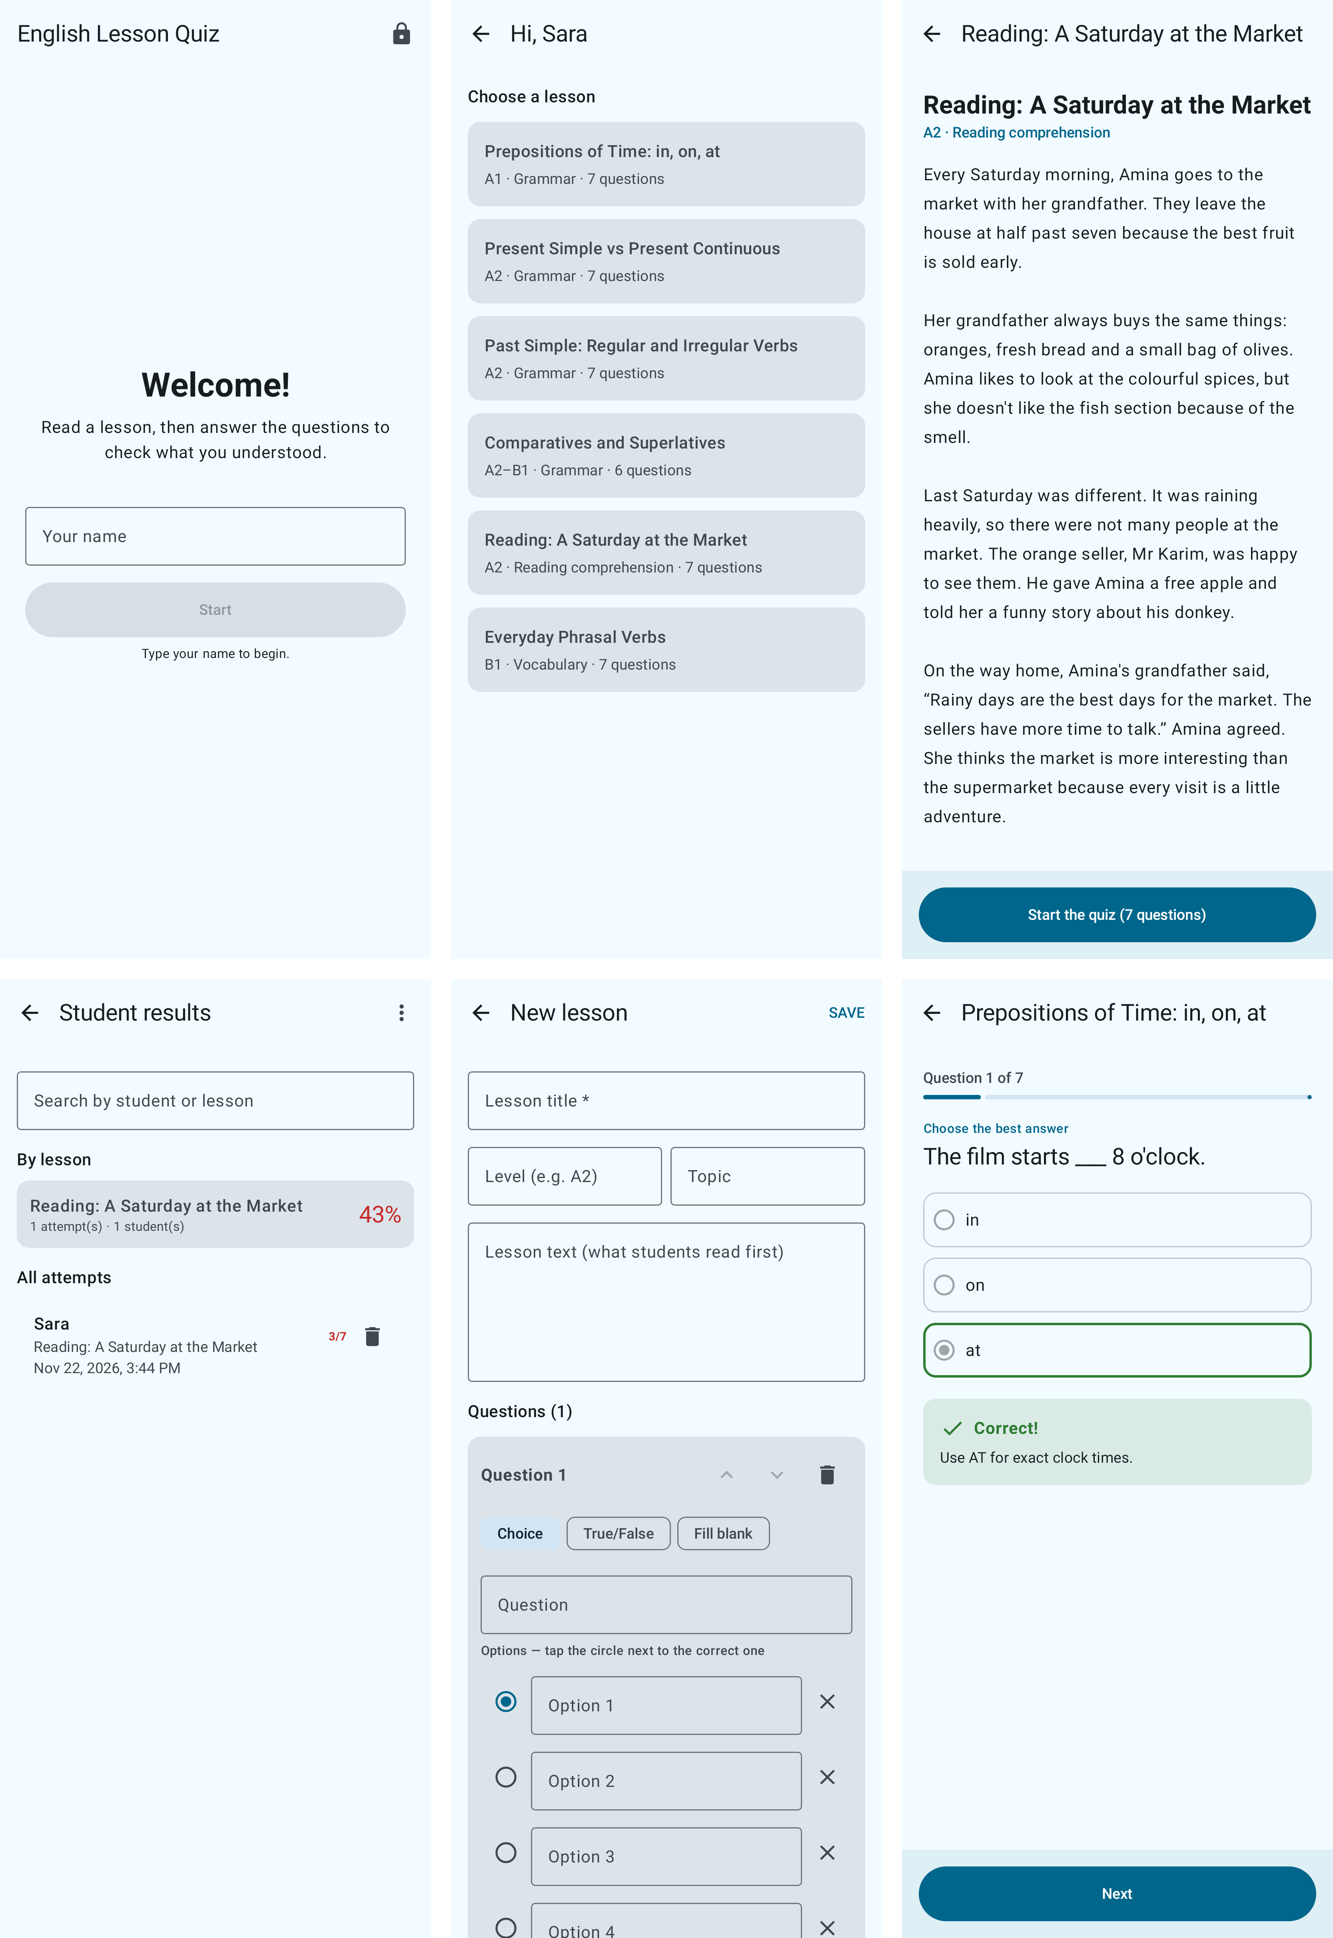 English Lesson Quiz
Welcome!
Read a lesson, then answer the questions to
check what you understood.
Your name
Start
Type your name to begin.
Hi, Sara
Choose a lesson
Prepositions of Time: in, on, at
A1 · Grammar · 7 questions
Present Simple vs Present Continuous
A2 · Grammar · 7 questions
Past Simple: Regular and Irregular Verbs
A2 · Grammar · 7 questions
Comparatives and Superlatives
A2–B1 · Grammar · 6 questions
Reading: A Saturday at the Market
A2 · Reading comprehension · 7 questions
Everyday Phrasal Verbs
B1 · Vocabulary · 7 questions
Reading: A Saturday at the Market
Reading: A Saturday at the Market
A2 · Reading comprehension
Every Saturday morning, Amina goes to the
market with her grandfather. They leave the
house at half past seven because the best fruit
is sold early.
Her grandfather always buys the same things:
oranges, fresh bread and a small bag of olives.
Amina likes to look at the colourful spices, but
she doesn't like the fish section because of the
smell.
Last Saturday was different. It was raining
heavily, so there were not many people at the
market. The orange seller, Mr Karim, was happy
to see them. He gave Amina a free apple and
told her a funny story about his donkey.
On the way home, Amina's grandfather said,
“Rainy days are the best days for the market. The
sellers have more time to talk.” Amina agreed.
She thinks the market is more interesting than
the supermarket because every visit is a little
adventure.
Start the quiz (7 questions)
Student results
Search by student or lesson
By lesson
Reading: A Saturday at the Market
1 attempt(s) · 1 student(s)
43%
All attempts
Sara
Reading: A Saturday at the Market
Nov 22, 2026, 3:44 PM
3/7
New lesson
SAVE
Lesson title *
Level (e.g. A2)
Topic
Lesson text (what students read first)
Questions (1)
Question 1
Choice
True/False
Fill blank
Question
Options — tap the circle next to the correct one
Option 1
Option 2
Option 3
Option 4
Prepositions of Time: in, on, at
Question 1 of 7
Choose the best answer
The film starts ___ 8 o'clock.
in
on
at
Correct!
Use AT for exact clock times.
Next